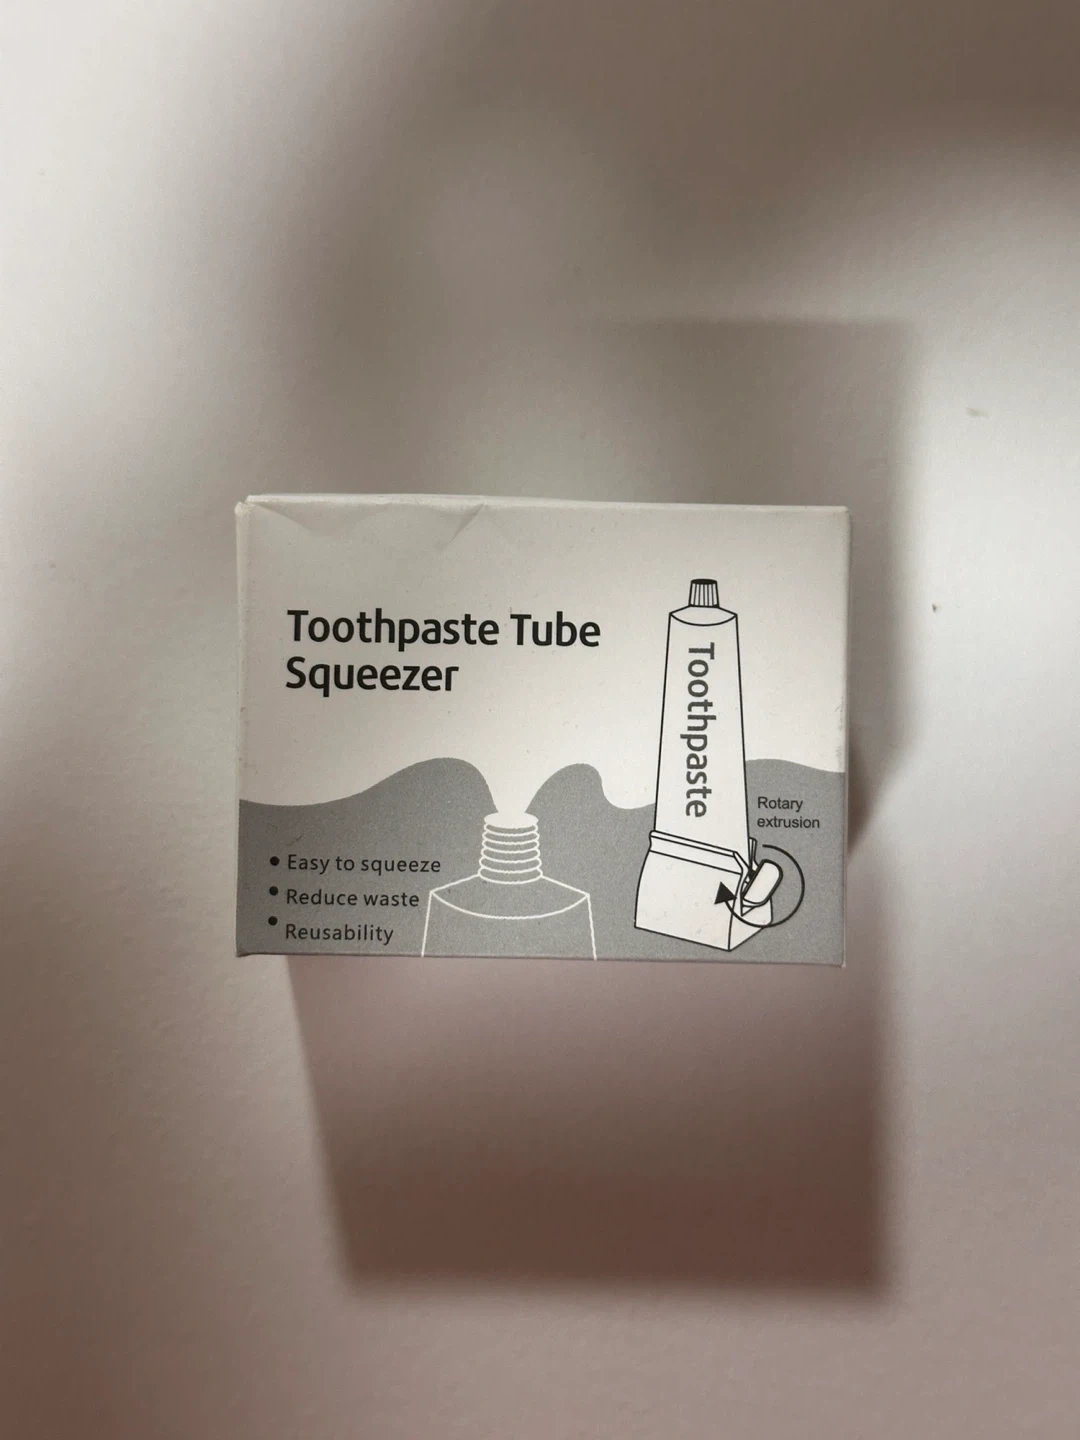 Toothpaste Tube
Squeezer
Toothpaste
Rotary
extrusion
• Easy to squeeze
• Reduce waste
• Reusability